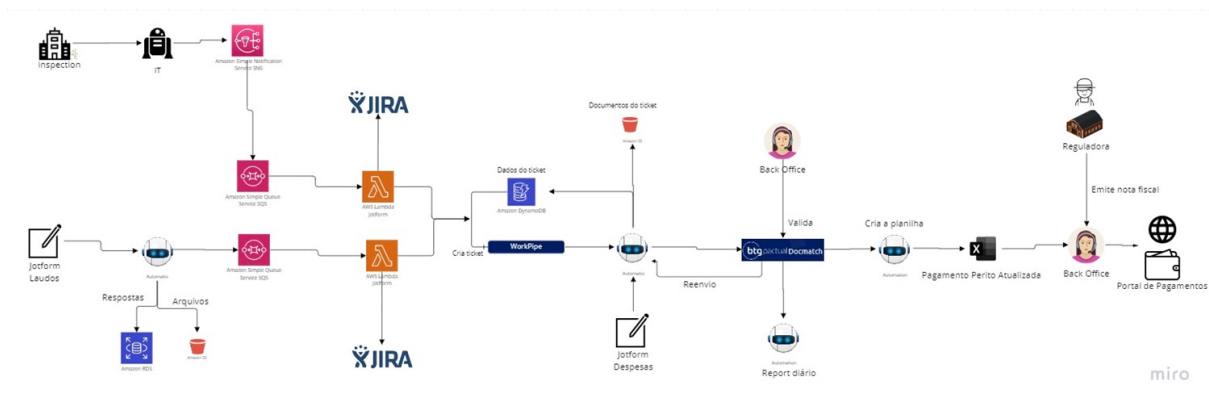 inspection
IT
Amazon Simple Notification
Service SNS
JIRA
Documentos do ticket
Amazon S3
Back Office
Reguladora
Dados do ticket
Amazon Simple Queue
Service SQS
AWS Lambda
Jotform
Amazon DynamoDB
Emite nota fiscal
Valida
Cria a planilha
Jotform
Laudos
Automatio
Amazon Simple Queue
Service SQS
AWS Lambda
Jotform
Cria ticket
WorkPipe
Automatio
btg pactual Docmatch
Automation
X
Pagamento Perito Atualizada
Back Office
Portal de Pagamentos
Reenvio
Respostas
Arquivos
Amazon RDS
Amazon S3
JIRA
Jotform
Despesas
Automation
Report diário
miro